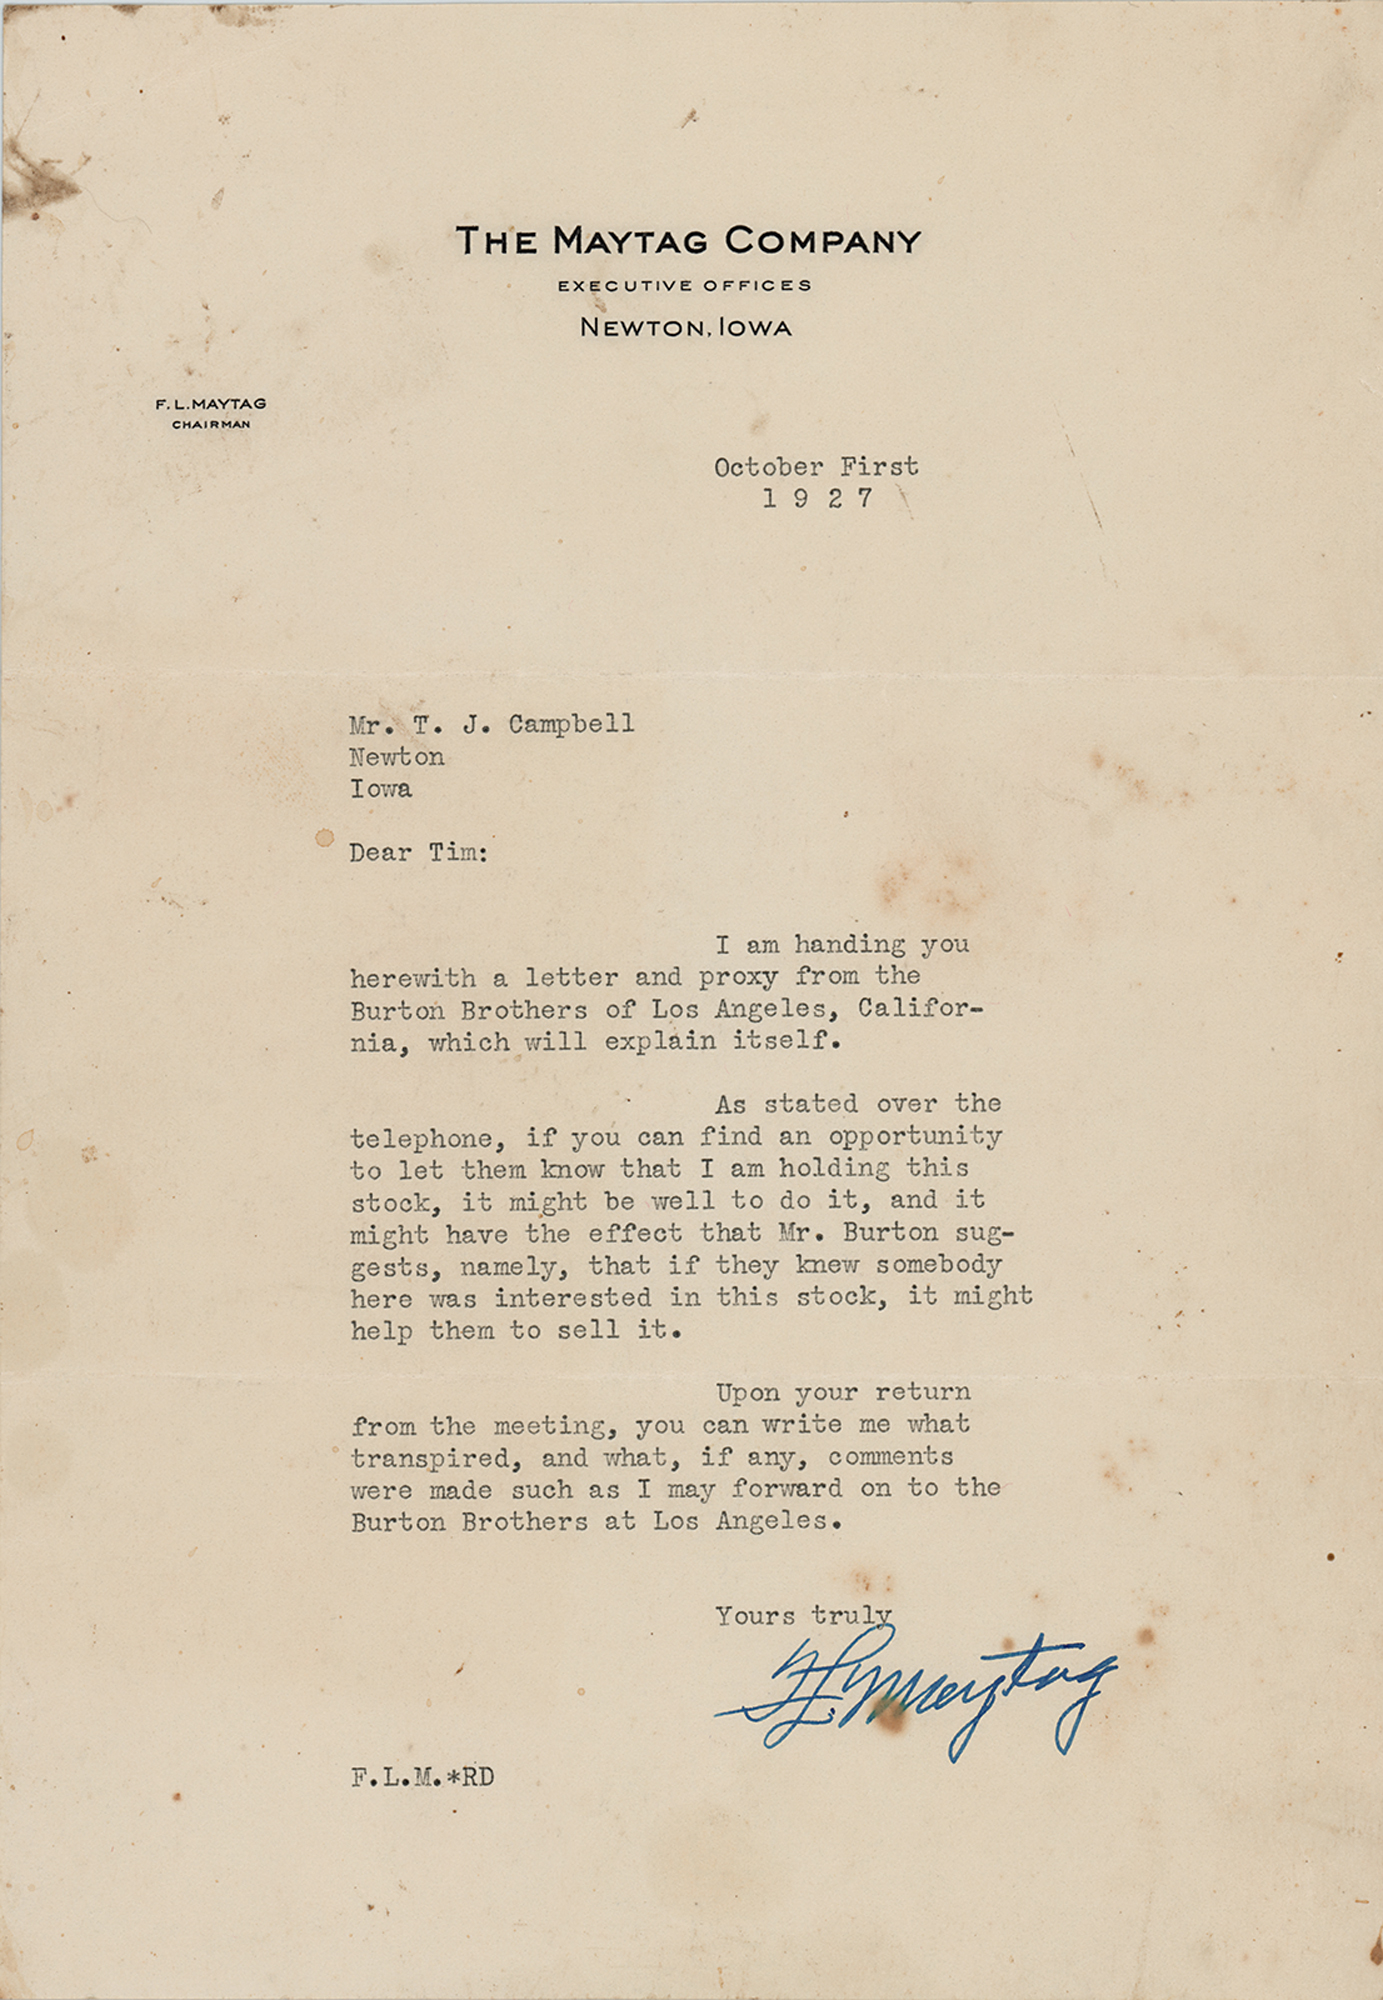 THE MAYTAG COMPANY
EXECUTIVE OFFICES
NEWTON, IOWA
F. L. MAYTAG
CHAIRMAN
October First
1 9 2 7
Mr. T. J. Campbell
Newton
Iowa
Dear Tim:
I am handing you
herewith a letter and proxy from the
Burton Brothers of Los Angeles, Califor-
nia, which will explain itself.
As stated over the
telephone, if you can find an opportunity
to let them know that I am holding this
stock, it might be well to do it, and it
might have the effect that Mr. Burton sug-
gests, namely, that if they knew somebody
here was interested in this stock, it might
help them to sell it.
Upon your return
from the meeting, you can write me what
transpired, and what, if any, comments
were made such as I may forward on to the
Burton Brothers at Los Angeles.
Yours truly
F L Maytag
F.L.M.*RD